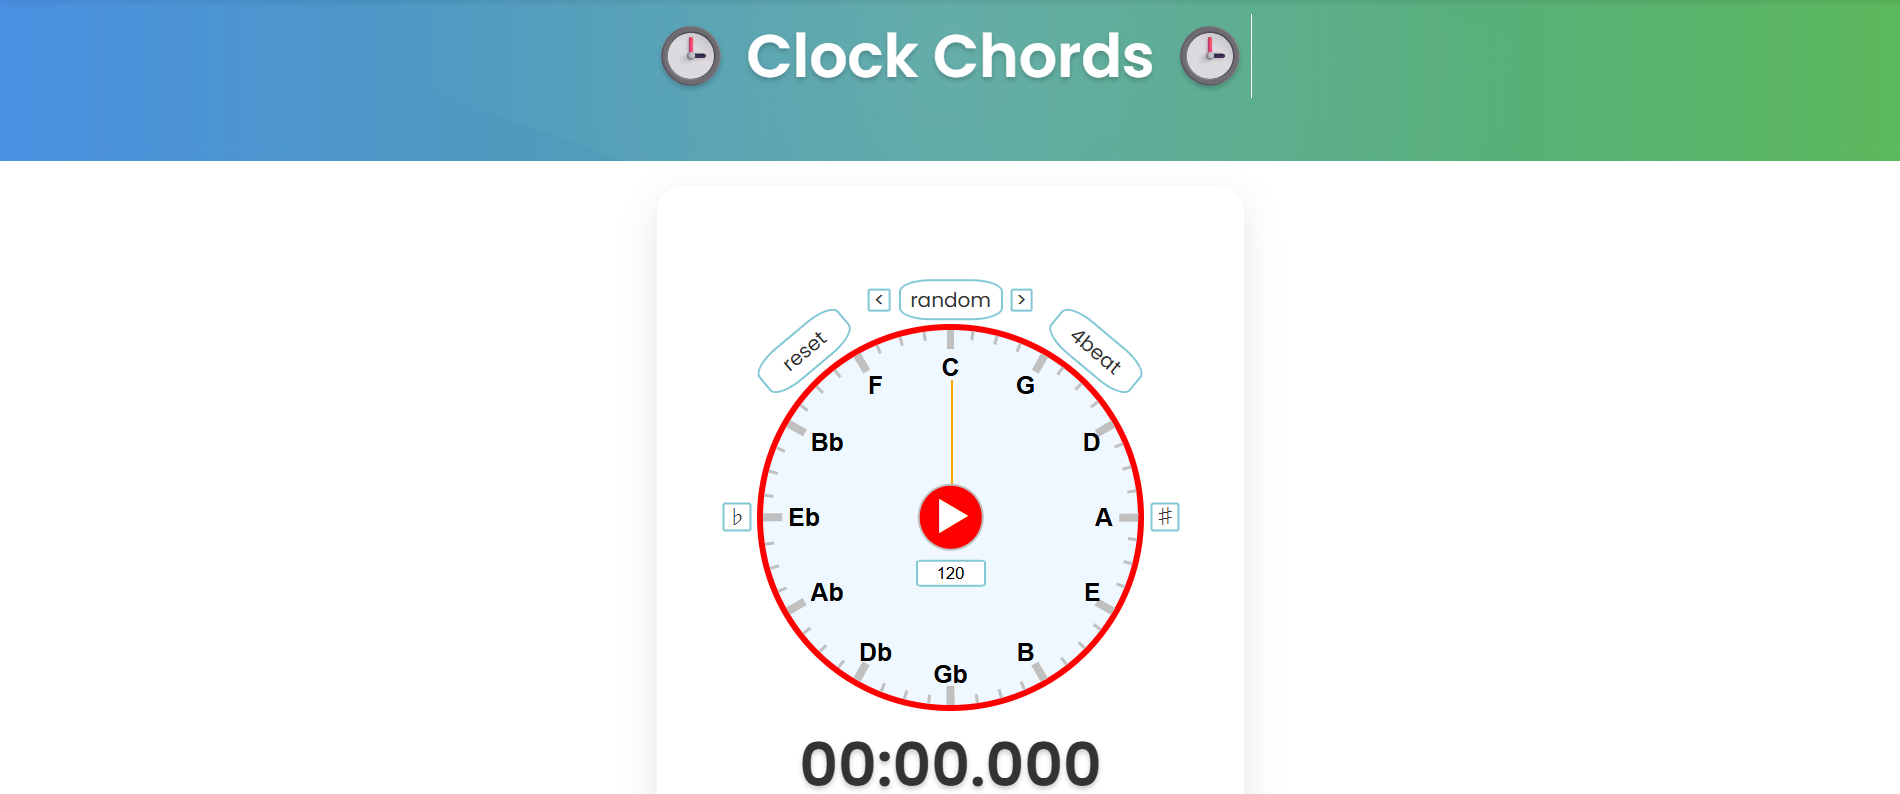 Clock Chords
< random >
reset
4beat
C
F
G
Bb
D
♭
Eb
A
♯
120
Ab
E
Db
B
Gb
00:00.000